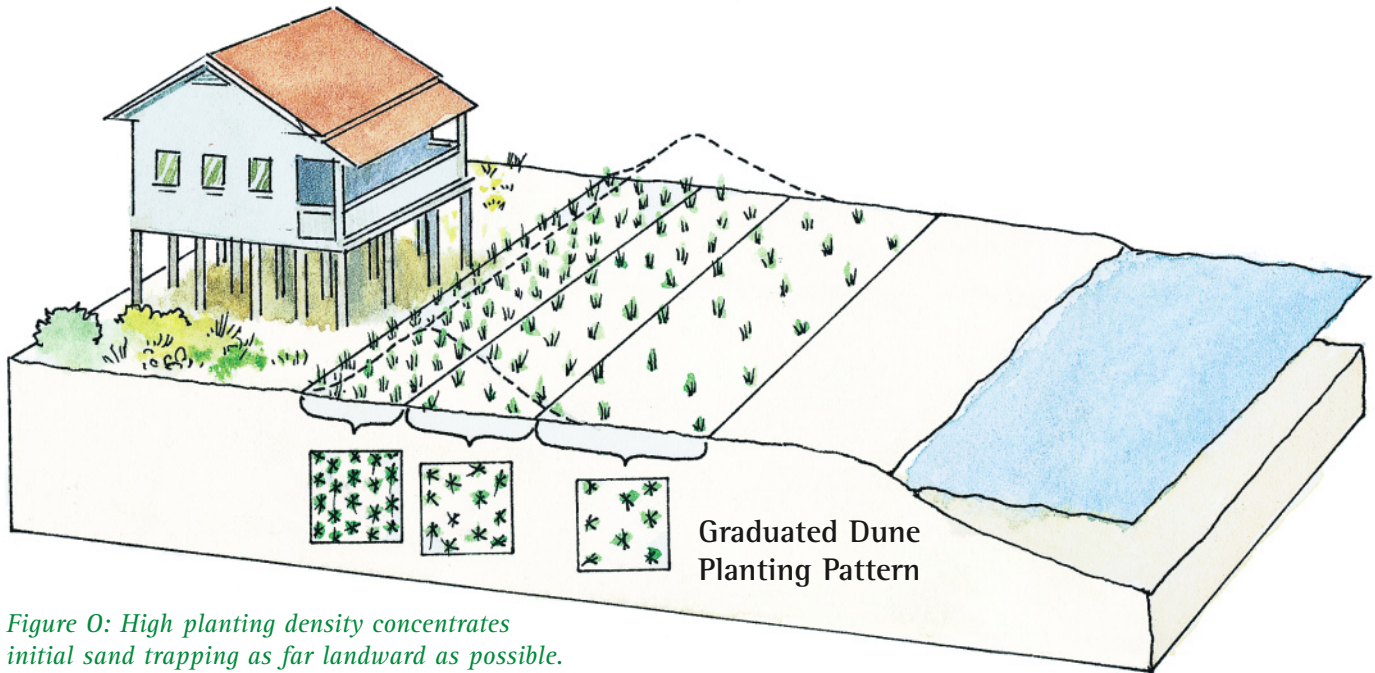 Graduated Dune
Planting Pattern
Figure O: High planting density concentrates
initial sand trapping as far landward as possible.